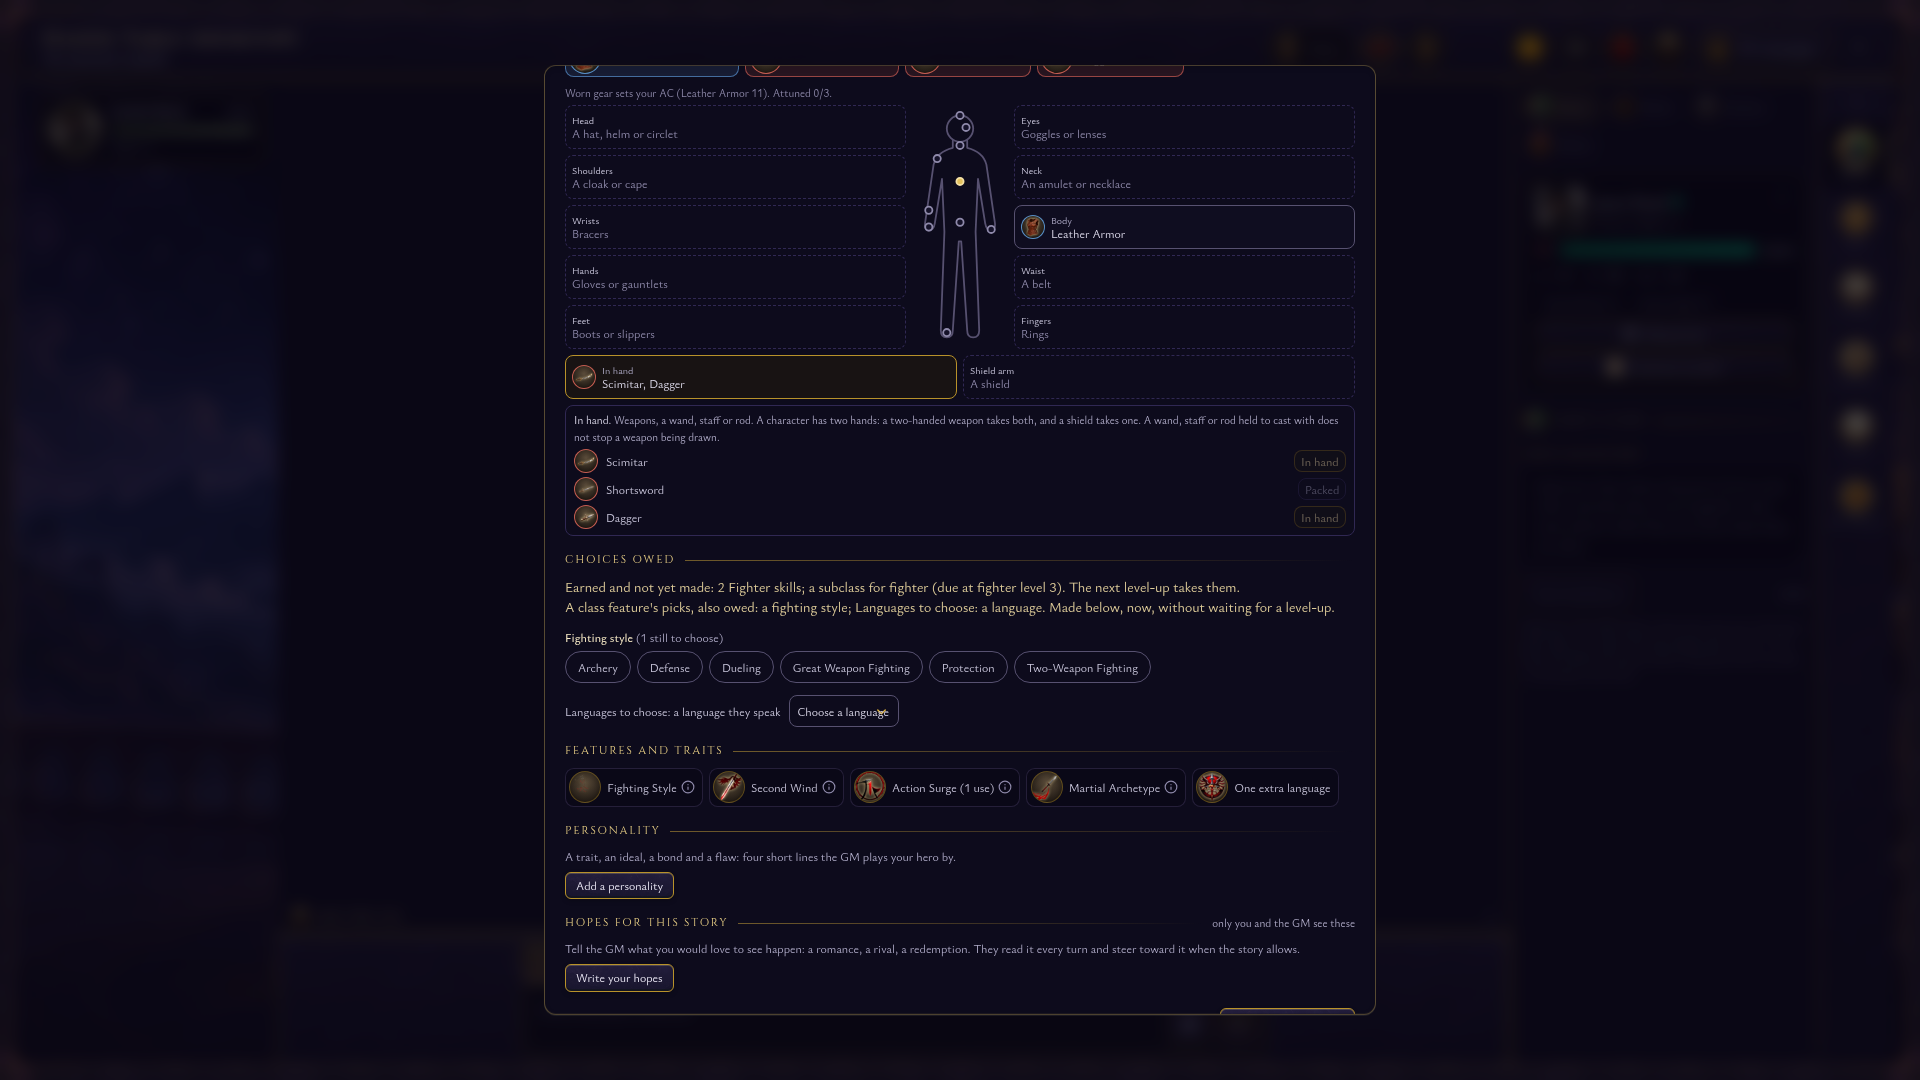 Worn gear sets your AC (Leather Armor 11). Attuned 0/3.
Head
A hat, helm or circlet
Eyes
Goggles or lenses
Shoulders
A cloak or cape
Neck
An amulet or necklace
Wrists
Bracers
Body
Leather Armor
Hands
Gloves or gauntlets
Waist
A belt
Feet
Boots or slippers
Fingers
Rings
In hand
Scimitar, Dagger
Shield arm
A shield
In hand. Weapons, a wand, staff or rod. A character has two hands: a two-handed weapon takes both, and a shield takes one. A wand, staff or rod held to cast with does
not stop a weapon being drawn.
Scimitar In hand
Shortsword Packed
Dagger In hand
CHOICES OWED
Earned and not yet made: 2 Fighter skills; a subclass for fighter (due at fighter level 3). The next level-up takes them.
A class feature's picks, also owed: a fighting style; Languages to choose: a language. Made below, now, without waiting for a level-up.
Fighting style (1 still to choose)
Archery Defense Dueling Great Weapon Fighting Protection Two-Weapon Fighting
Languages to choose: a language they speak Choose a language
FEATURES AND TRAITS
Fighting Style Second Wind Action Surge (1 use) Martial Archetype One extra language
PERSONALITY
A trait, an ideal, a bond and a flaw: four short lines the GM plays your hero by.
Add a personality
HOPES FOR THIS STORY only you and the GM see these
Tell the GM what you would love to see happen: a romance, a rival, a redemption. They read it every turn and steer toward it when the story allows.
Write your hopes